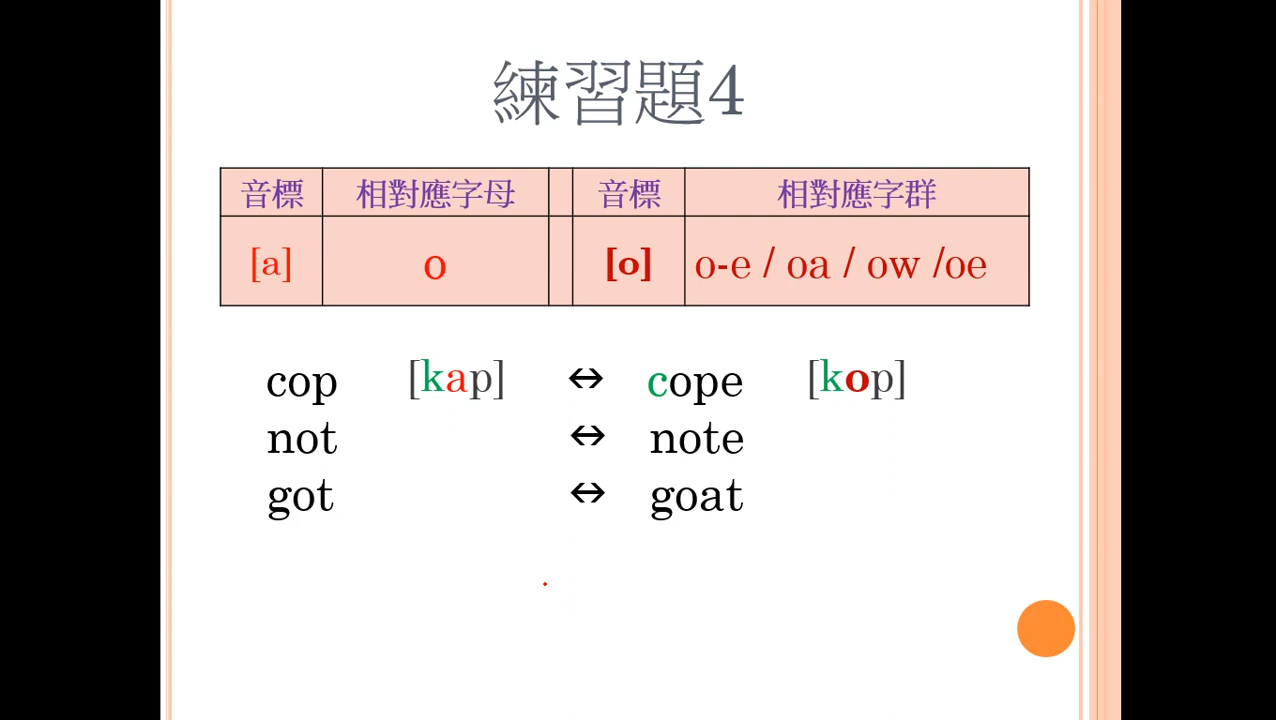 練習題4
音標 相對應字母 音標 相對應字群
[a] o [o] o-e / oa / ow /oe
cop [kap] ↔ cope [kop]
not ↔ note
got ↔ goat